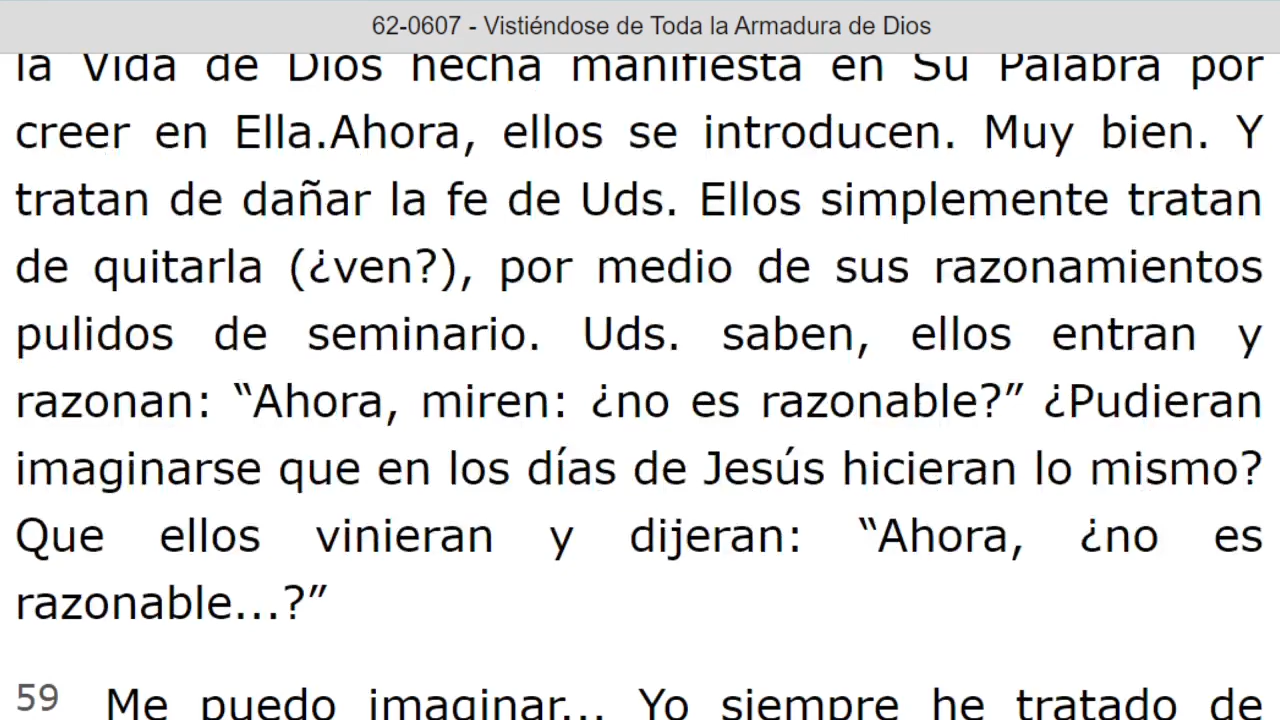 62-0607 - Vistiéndose de Toda la Armadura de Dios
la Vida de Dios hecha manifiesta en Su Palabra por
creer en Ella.Ahora, ellos se introducen. Muy bien. Y
tratan de dañar la fe de Uds. Ellos simplemente tratan
de quitarla (¿ven?), por medio de sus razonamientos
pulidos de seminario. Uds. saben, ellos entran y
razonan: “Ahora, miren: ¿no es razonable?” ¿Pudieran
imaginarse que en los días de Jesús hicieran lo mismo?
Que ellos vinieran y dijeran: “Ahora, ¿no es
razonable...?”
59 Me puedo imaginar... Yo siempre he tratado de